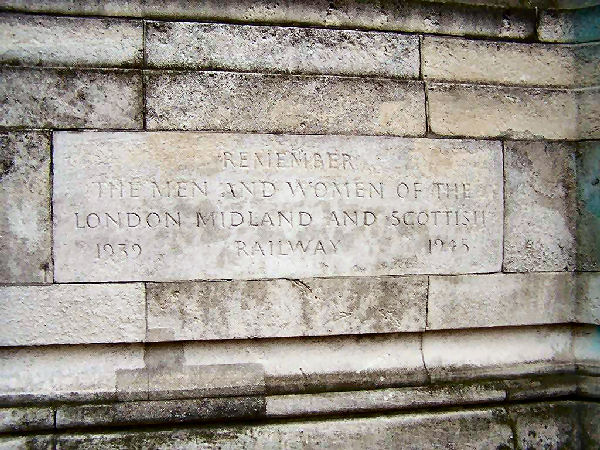 REMEMBER
THE MEN AND WOMEN OF THE
LONDON MIDLAND AND SCOTTISH
1939 RAILWAY 1945